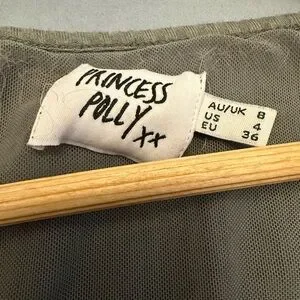 PRINCESS
POLLY
xx
AU/UK 8
US 4
EU 36